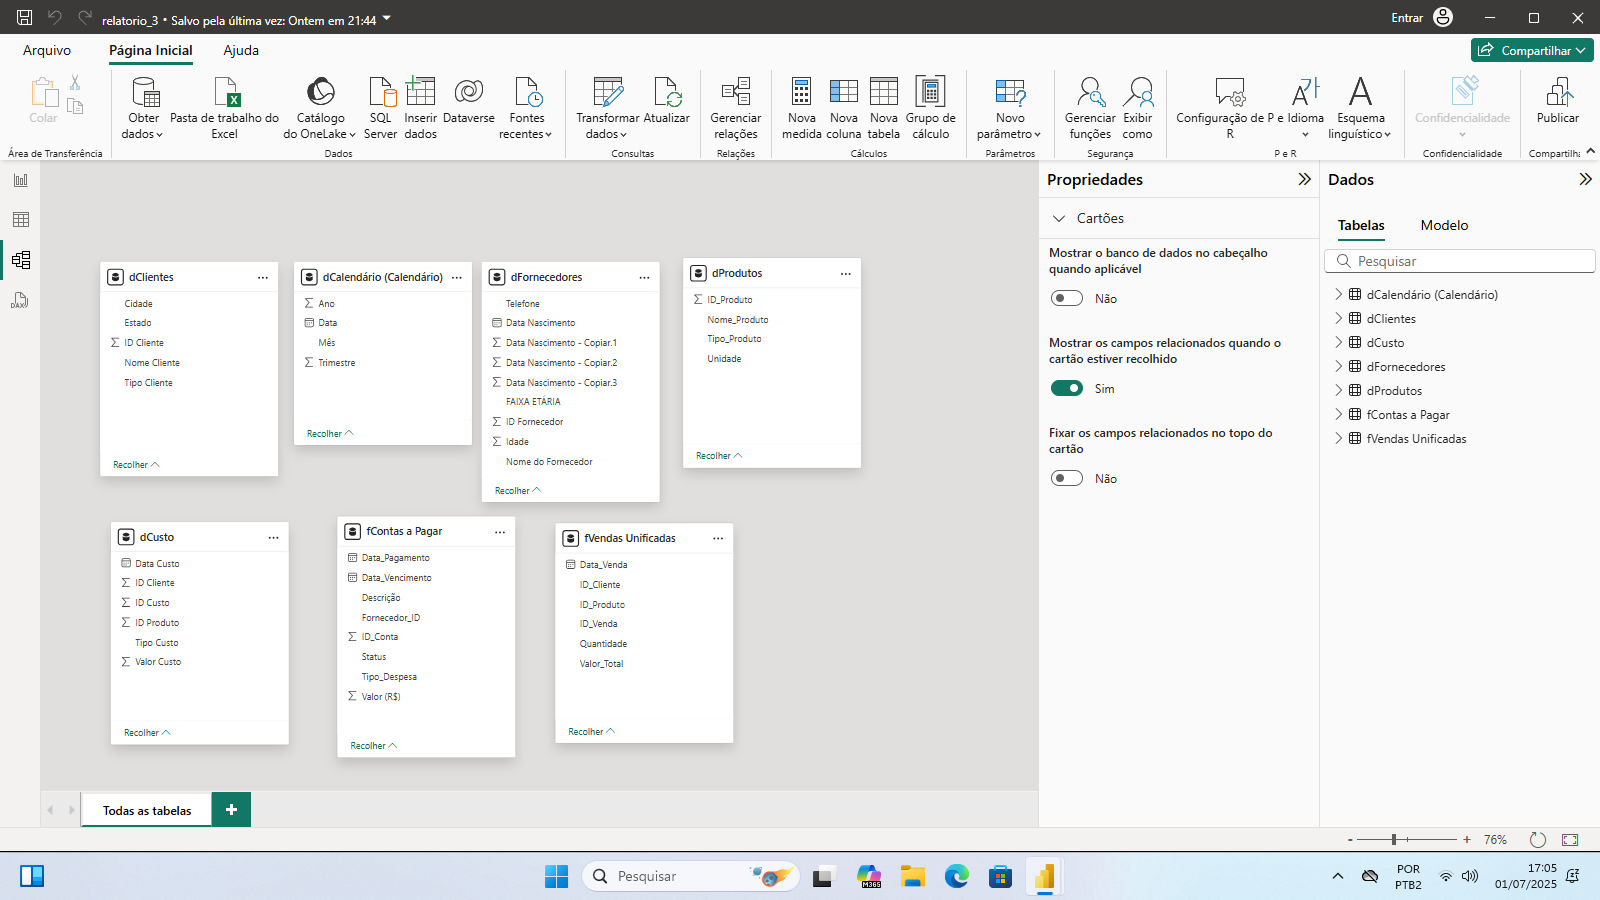 relatorio_3 • Salvo pela última vez: Ontem em 21:44
Entrar
Arquivo
Página Inicial
Ajuda
Compartilhar
Colar
Obter dados
Pasta de trabalho do Excel
Catálogo do OneLake
SQL Server
Inserir dados
Dataverse
Fontes recentes
Transformar dados
Atualizar
Gerenciar relações
Nova medida
Nova coluna
Nova tabela
Grupo de cálculo
Novo parâmetro
Gerenciar funções
Exibir como
Configuração de P e R
Idioma
Esquema linguístico
Confidencialidade
Publicar
Área de Transferência
Dados
Consultas
Relações
Cálculos
Parâmetros
Segurança
P e R
Confidencialidade
Compartilha
dClientes
Cidade
Estado
ID Cliente
Nome Cliente
Tipo Cliente
Recolher
dCalendário (Calendário)
Ano
Data
Mês
Trimestre
Recolher
dFornecedores
Telefone
Data Nascimento
Data Nascimento - Copiar.1
Data Nascimento - Copiar.2
Data Nascimento - Copiar.3
FAIXA ETÁRIA
ID Fornecedor
Idade
Nome do Fornecedor
Recolher
dProdutos
ID_Produto
Nome_Produto
Tipo_Produto
Unidade
Recolher
dCusto
Data Custo
ID Cliente
ID Custo
ID Produto
Tipo Custo
Valor Custo
Recolher
fContas a Pagar
Data_Pagamento
Data_Vencimento
Descrição
Fornecedor_ID
ID_Conta
Status
Tipo_Despesa
Valor (R$)
Recolher
fVendas Unificadas
Data_Venda
ID_Cliente
ID_Produto
ID_Venda
Quantidade
Valor_Total
Recolher
Propriedades
Cartões
Mostrar o banco de dados no cabeçalho
quando aplicável
Não
Mostrar os campos relacionados quando o
cartão estiver recolhido
Sim
Fixar os campos relacionados no topo do
cartão
Não
Dados
Tabelas
Modelo
Pesquisar
dCalendário (Calendário)
dClientes
dCusto
dFornecedores
dProdutos
fContas a Pagar
fVendas Unificadas
Todas as tabelas
76%
Pesquisar
M365
POR
PTB2
17:05
01/07/2025